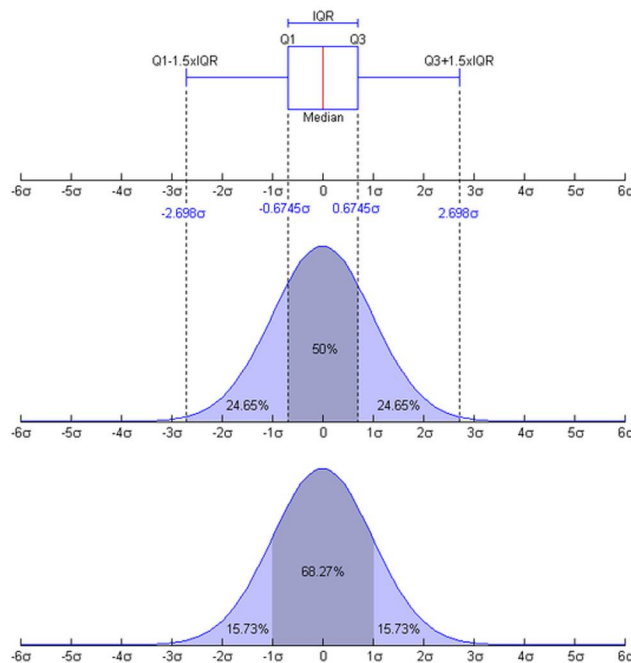 IQR
Q1 Q3
Q1-1.5xIQR Q3+1.5xIQR
Median
-6σ -5σ -4σ -3σ -2σ -1σ 0 1σ 2σ 3σ 4σ 5σ 6σ
-2.698σ -0.6745σ 0.6745σ 2.698σ
50%
24.65% 24.65%
-6σ -5σ -4σ -3σ -2σ -1σ 0 1σ 2σ 3σ 4σ 5σ 6σ
68.27%
15.73% 15.73%
-6σ -5σ -4σ -3σ -2σ -1σ 0 1σ 2σ 3σ 4σ 5σ 6σ